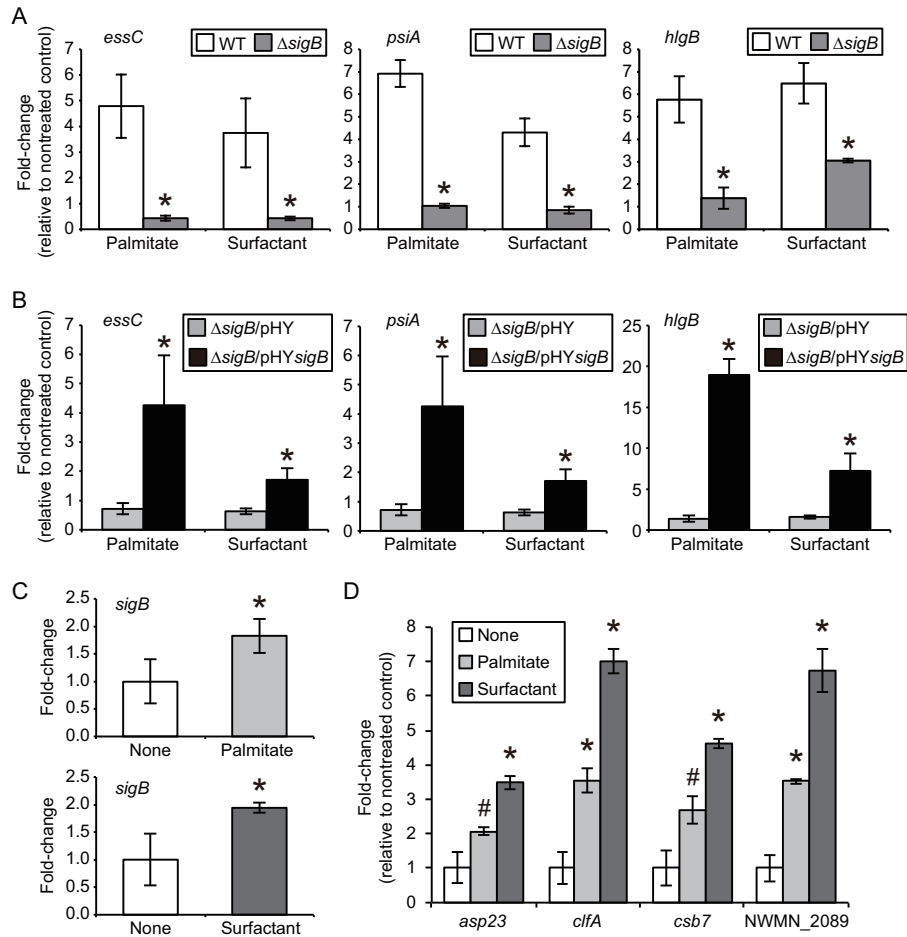 A
essC
WT ΔsigB
psiA
WT ΔsigB
hlgB
WT ΔsigB
Fold-change
(relative to nontreated control)
7
6
5
4
3
2
1
0
* *
Palmitate Surfactant
8
7
6
5
4
3
2
1
0
* *
Palmitate Surfactant
8
7
6
5
4
3
2
1
0
* *
Palmitate Surfactant
B
essC
ΔsigB/pHY
ΔsigB/pHYsigB
psiA
ΔsigB/pHY
ΔsigB/pHYsigB
hlgB
ΔsigB/pHY
ΔsigB/pHYsigB
Fold-change
(relative to nontreated control)
7
6
5
4
3
2
1
0
* *
Palmitate Surfactant
7
6
5
4
3
2
1
0
* *
Palmitate Surfactant
25
20
15
10
5
0
* *
Palmitate Surfactant
C
sigB
Fold-change
2.5
2.0
1.5
1.0
0.5
0.0
*
None Palmitate
sigB
Fold-change
2.5
2.0
1.5
1.0
0.5
0.0
*
None Surfactant
D
None
Palmitate
Surfactant
Fold-change
(relative to nontreated control)
8
7
6
5
4
3
2
1
0
# * * * # * * *
asp23 clfA csb7 NWMN_2089